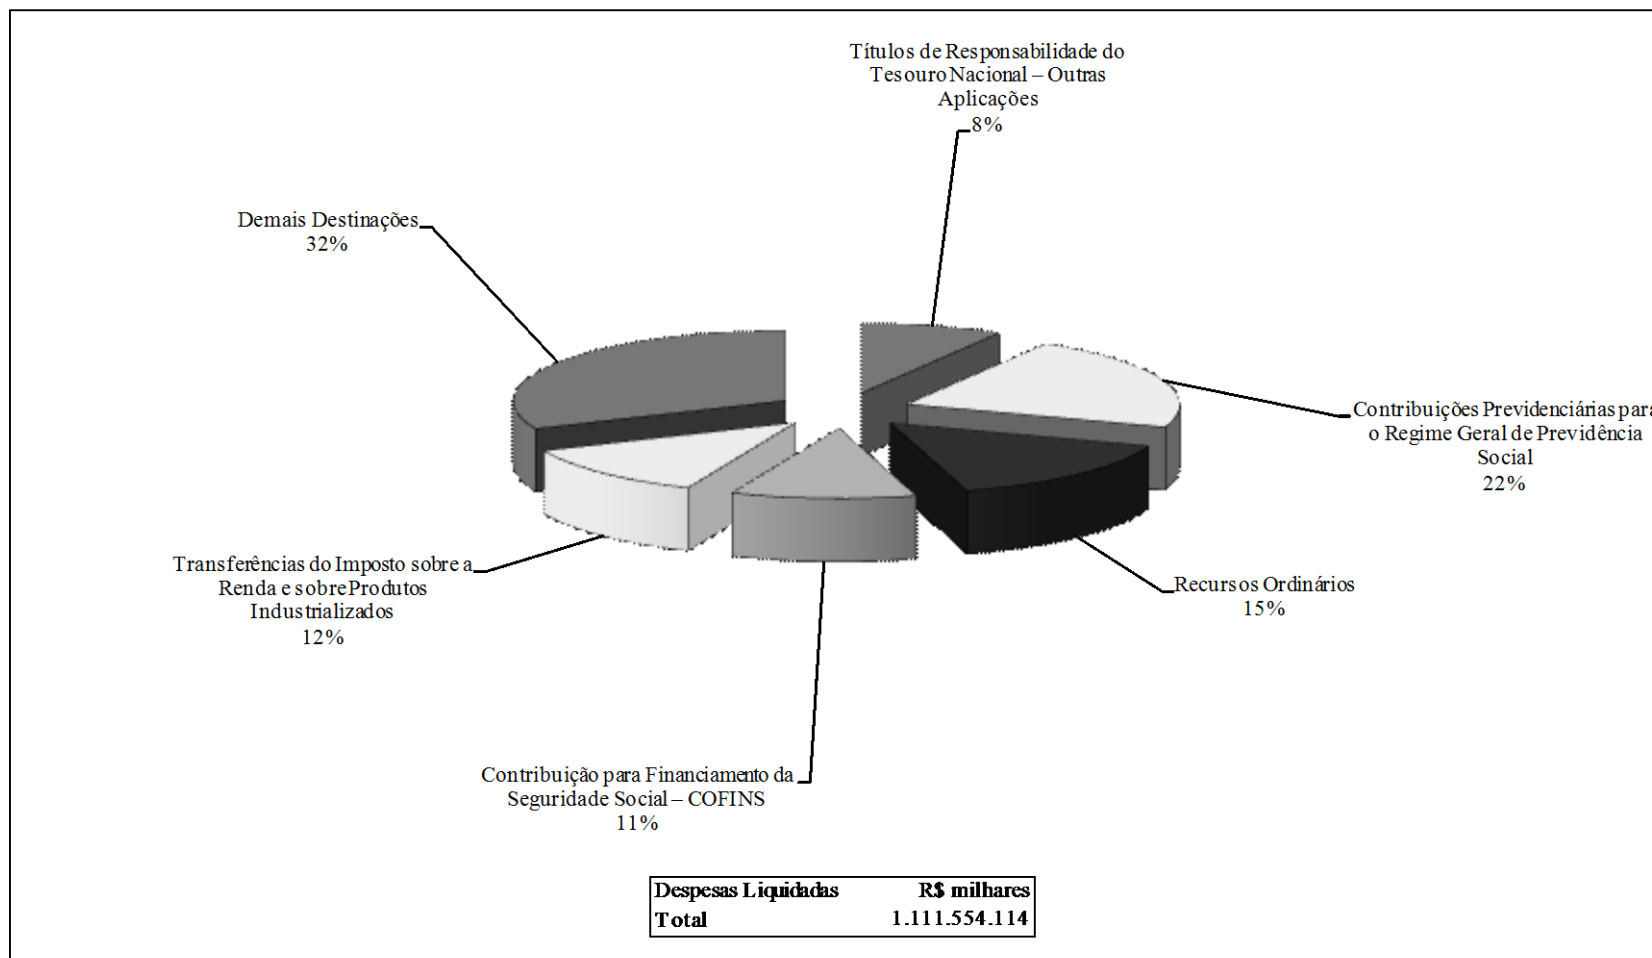 Títulos de Responsabilidade do
Tesouro Nacional – Outras
Aplicações
8%
Demais Destinações
32%
Contribuições Previdenciárias para
o Regime Geral de Previdência
Social
22%
Transferências do Imposto sobre a
Renda e sobre Produtos
Industrializados
12%
Recursos Ordinários
15%
Contribuição para Financiamento da
Seguridade Social – COFINS
11%
Despesas Liquidadas R$ milhares
Total 1.111.554.114